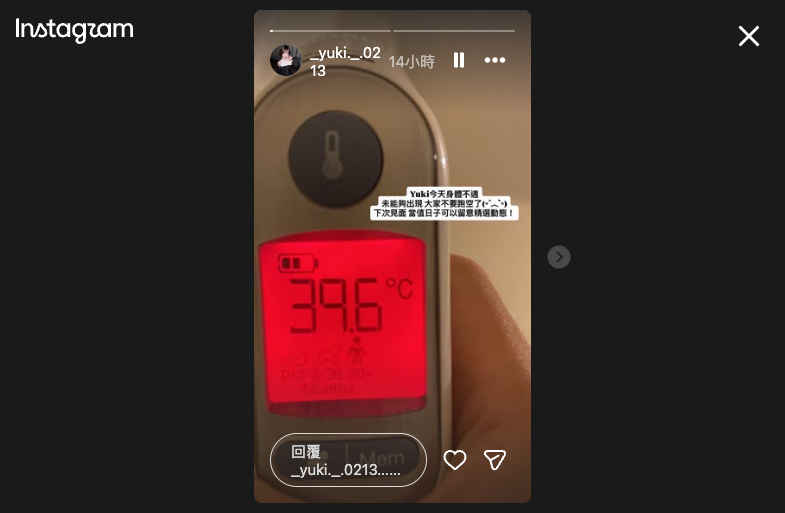 Instagram
_yuki._.02
13
14小時
Yuki今天身體不適
未能夠出現 大家不要跑空了
下次見面 當值日子可以留意精選動態！
39.6 °C
0-3 3-36 36+
Months
Mem
回覆
_yuki._.0213......